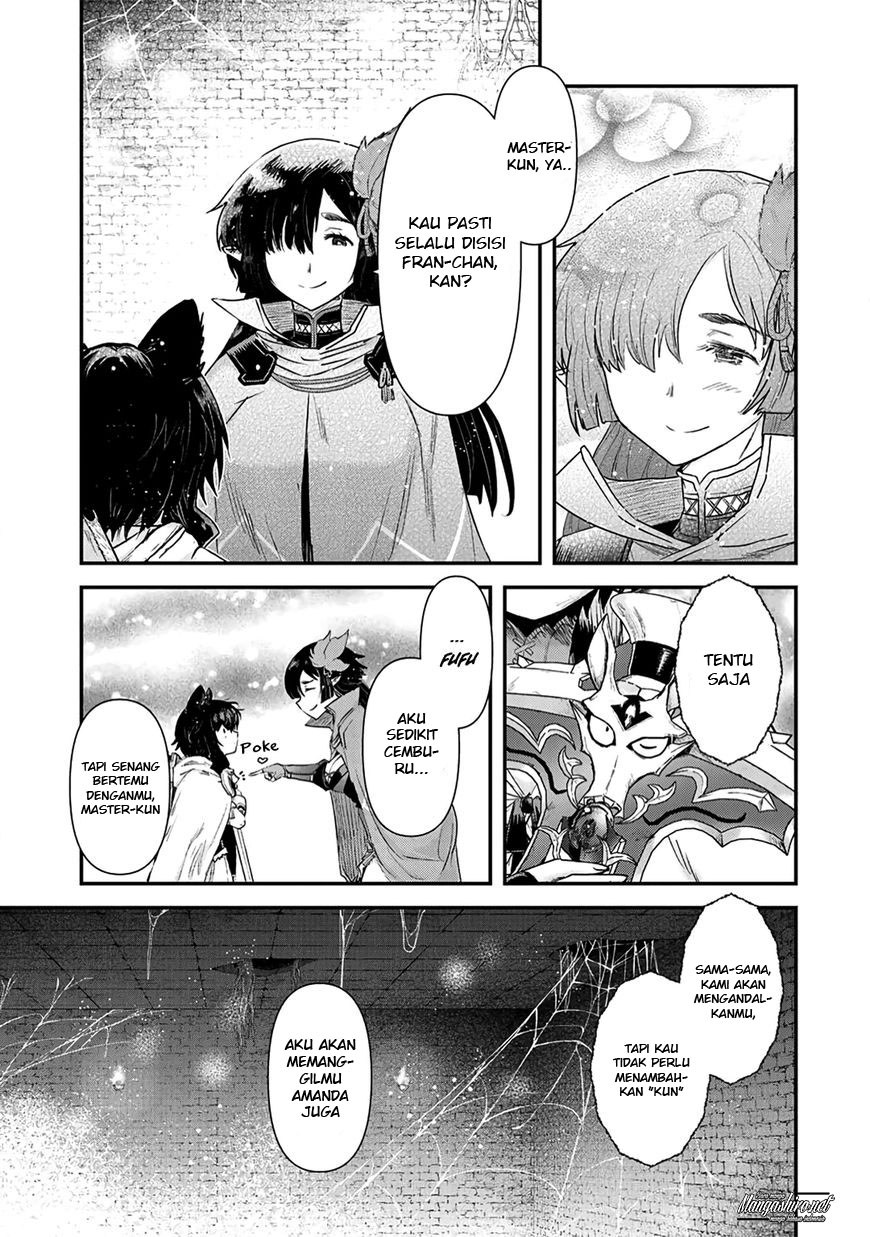 MASTER-
KUN, YA..
KAU PASTI
SELALU DISISI
FRAN-CHAN,
KAN?
TENTU
SAJA
...
FUFU
AKU
SEDIKIT
CEMBU-
RU...
Poke
TAPI SENANG
BERTEMU
DENGANMU,
MASTER-KUN
SAMA-SAMA,
KAMI AKAN
MENGANDAL-
KANMU,
TAPI KAU
TIDAK PERLU
MENAMBAH-
KAN "KUN"
AKU AKAN
MEMANG-
GILMU
AMANDA
JUGA
Mangashiro.net